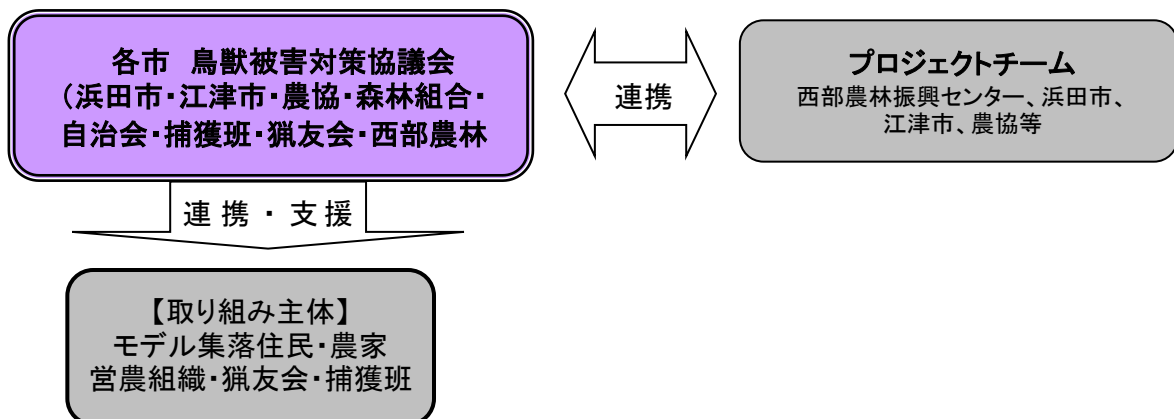 各市　鳥獣被害対策協議会
（浜田市・江津市・農協・森林組合・
自治会・捕獲班・猟友会・西部農林
連携
プロジェクトチーム
西部農林振興センター、浜田市、
江津市、農協等
連携・支援
【取り組み主体】
モデル集落住民・農家
営農組織・猟友会・捕獲班